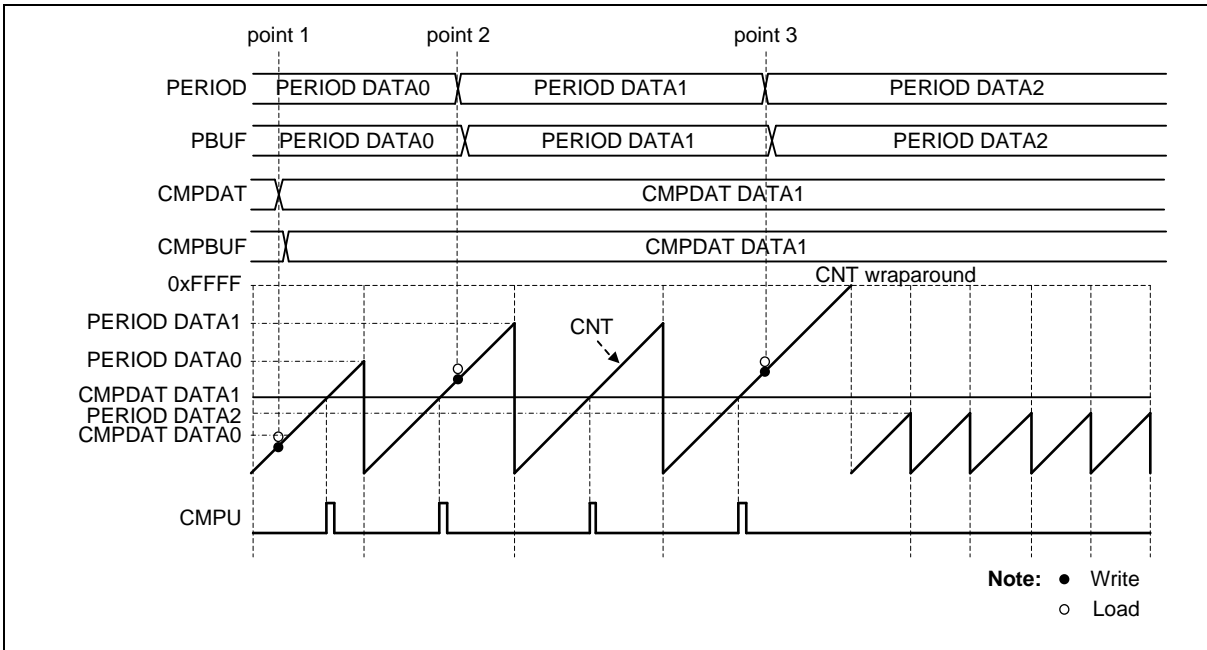 point 1 point 2 point 3
PERIOD PERIOD DATA0 PERIOD DATA1 PERIOD DATA2
PBUF PERIOD DATA0 PERIOD DATA1 PERIOD DATA2
CMPDAT CMPDAT DATA1
CMPBUF CMPDAT DATA1
0xFFFF CNT wraparound
PERIOD DATA1 CNT
PERIOD DATA0
CMPDAT DATA1
PERIOD DATA2
CMPDAT DATA0
CMPU
Note: ● Write
○ Load